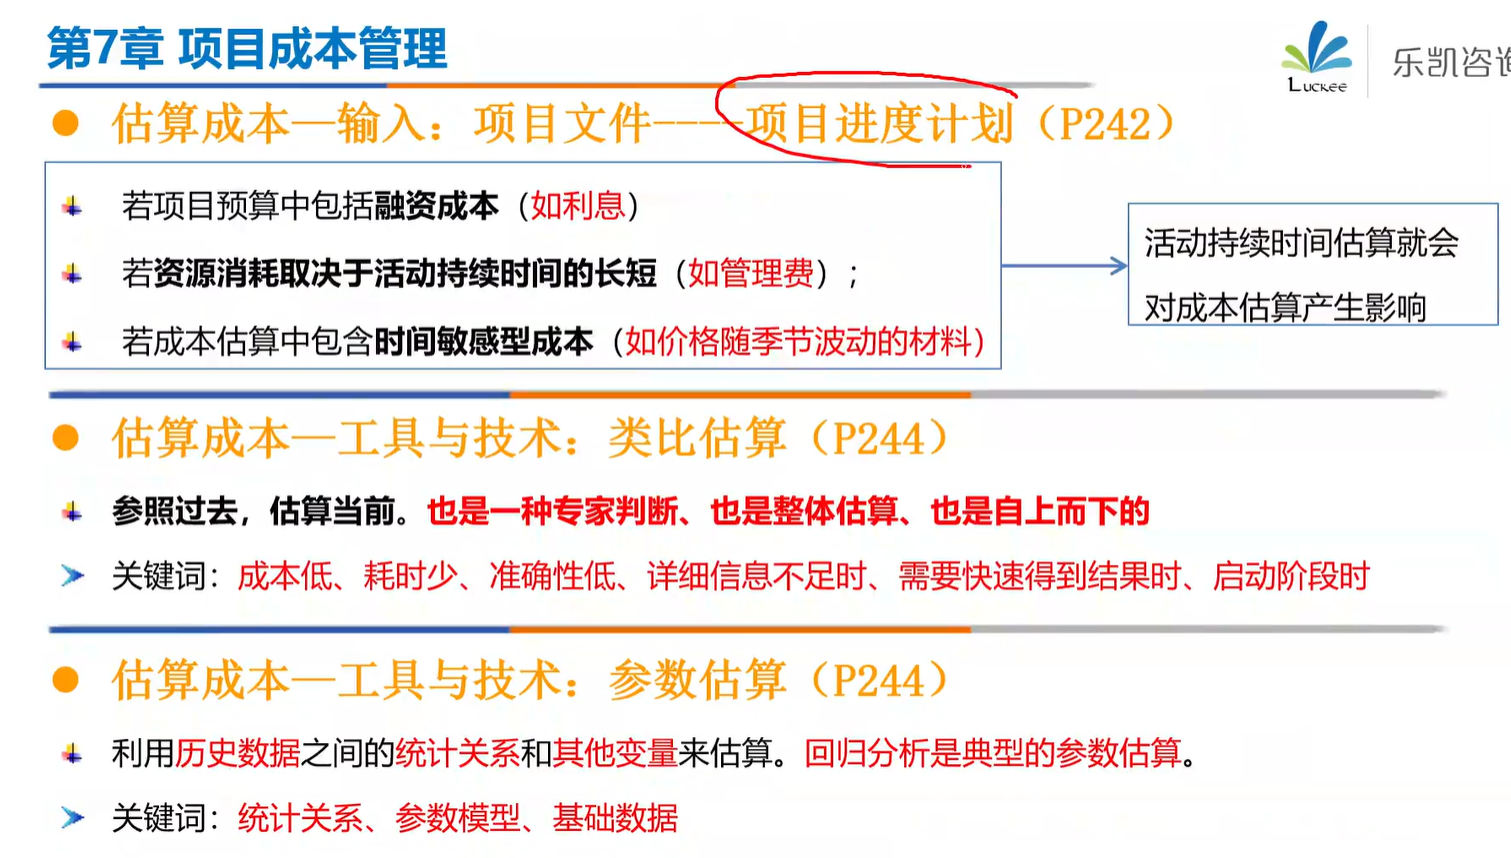 第7章 项目成本管理
Luckee
乐凯咨询
估算成本—输入：项目文件----项目进度计划（P242）
若项目预算中包括融资成本（如利息）
若资源消耗取决于活动持续时间的长短（如管理费）；
若成本估算中包含时间敏感型成本（如价格随季节波动的材料）
活动持续时间估算就会
对成本估算产生影响
估算成本—工具与技术：类比估算（P244）
参照过去，估算当前。也是一种专家判断、也是整体估算、也是自上而下的
关键词：成本低、耗时少、准确性低、详细信息不足时、需要快速得到结果时、启动阶段时
估算成本—工具与技术：参数估算（P244）
利用历史数据之间的统计关系和其他变量来估算。回归分析是典型的参数估算。
关键词：统计关系、参数模型、基础数据